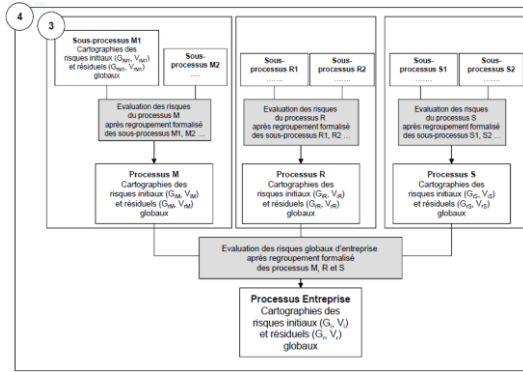 4
3
Sous-processus M1
Cartographies des
risques initiaux (GiM1, ViM1)
et résiduels (GrM1, VrM1)
globaux
Sous-
processus M2
.....
Sous-
processus R1
.......
Sous-
processus R2
.......
Sous-
processus S1
.......
Sous-
processus S2
.......
Evaluation des risques
du processus M
après regroupement formalisé
des sous-processus M1, M2 ...
Evaluation des risques
du processus R
après regroupement formalisé
des sous-processus R1, R2 ...
Evaluation des risques
du processus S
après regroupement formalisé
des sous-processus S1, S2 ...
Processus M
Cartographies des
risques initiaux (GiM, ViM)
et résiduels (GrM, VrM)
globaux
Processus R
Cartographies des
risques initiaux (GiR, ViR)
et résiduels (GrR, VrR)
globaux
Processus S
Cartographies des
risques initiaux (GiS, ViS)
et résiduels (GrS, VrS)
globaux
Evaluation des risques globaux d'entreprise
après regroupement formalisé
des processus M, R et S
Processus Entreprise
Cartographies des
risques initiaux (Gi, Vi)
et résiduels (Gr, Vr)
globaux